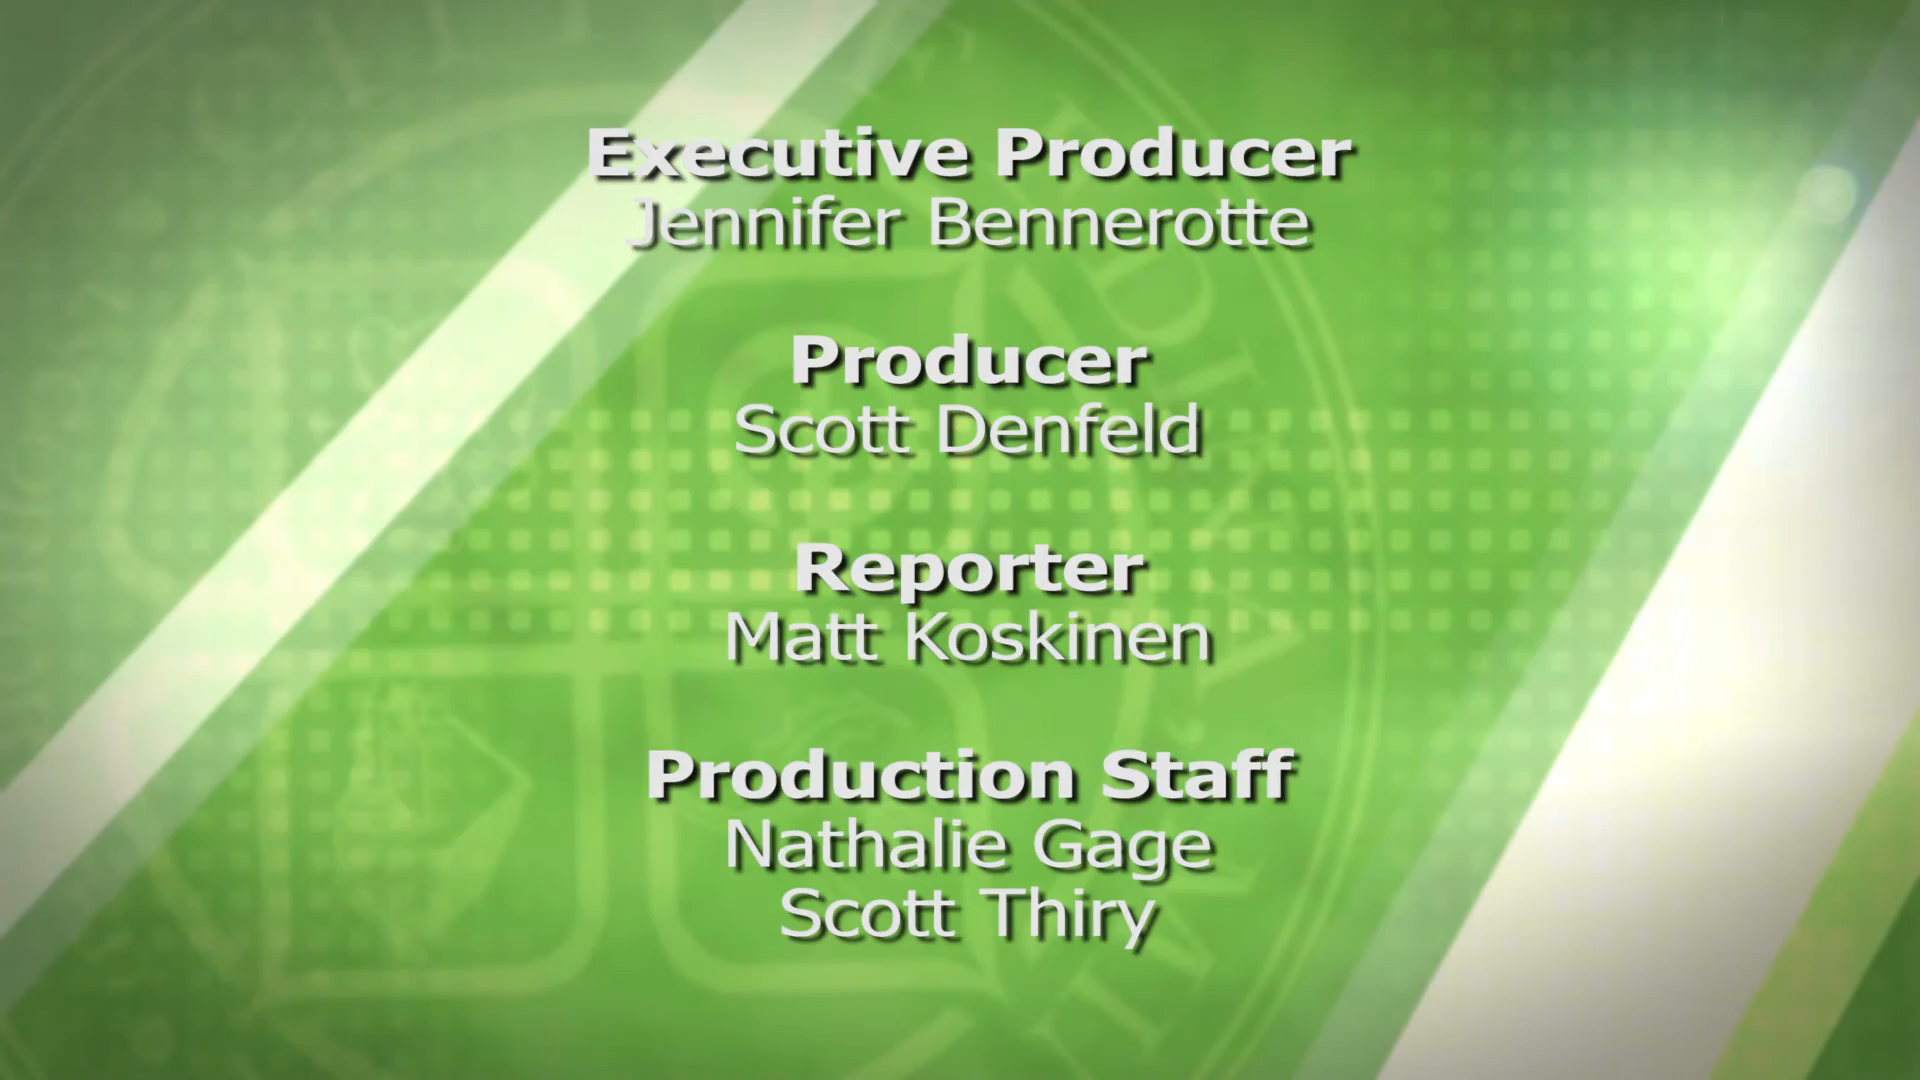 Executive Producer
Jennifer Bennerotte
Producer
Scott Denfeld
Reporter
Matt Koskinen
Production Staff
Nathalie Gage
Scott Thiry